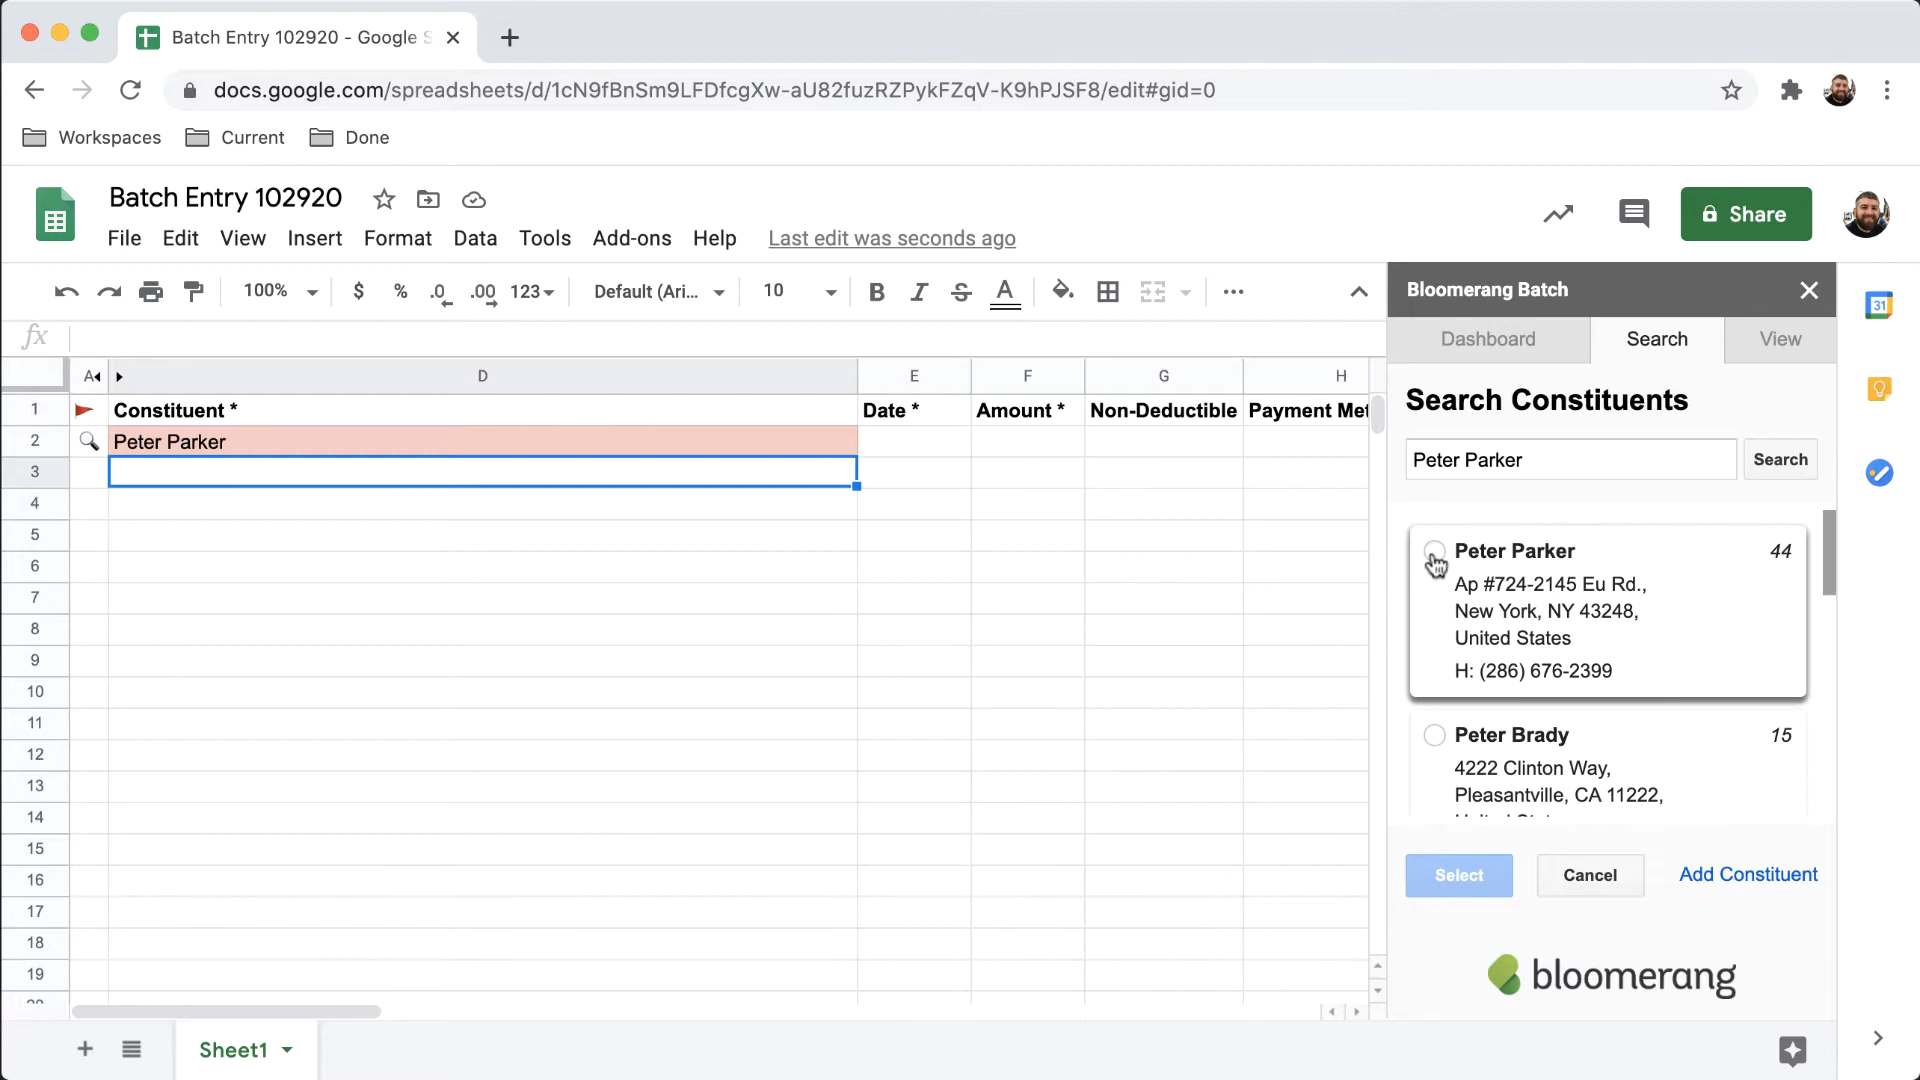 Batch Entry 102920 - Google S
docs.google.com/spreadsheets/d/1cN9fBnSm9LFDfcgXw-aU82fuzRZPykFZqV-K9hPJSF8/edit#gid=0
Workspaces Current Done
Batch Entry 102920
File Edit View Insert Format Data Tools Add-ons Help Last edit was seconds ago
Share
100% $ % .0 .00 123 Default (Ari... 10 B I S A ...
fx
A D E F G H
1 Constituent * Date * Amount * Non-Deductible Payment Met
2 Peter Parker
3
4
5
6
7
8
9
10
11
12
13
14
15
16
17
18
19
20
Sheet1
Bloomerang Batch
Dashboard Search View
Search Constituents
Peter Parker Search
Peter Parker 44
Ap #724-2145 Eu Rd.,
New York, NY 43248,
United States
H: (286) 676-2399
Peter Brady 15
4222 Clinton Way,
Pleasantville, CA 11222,
Select Cancel Add Constituent
bloomerang
31